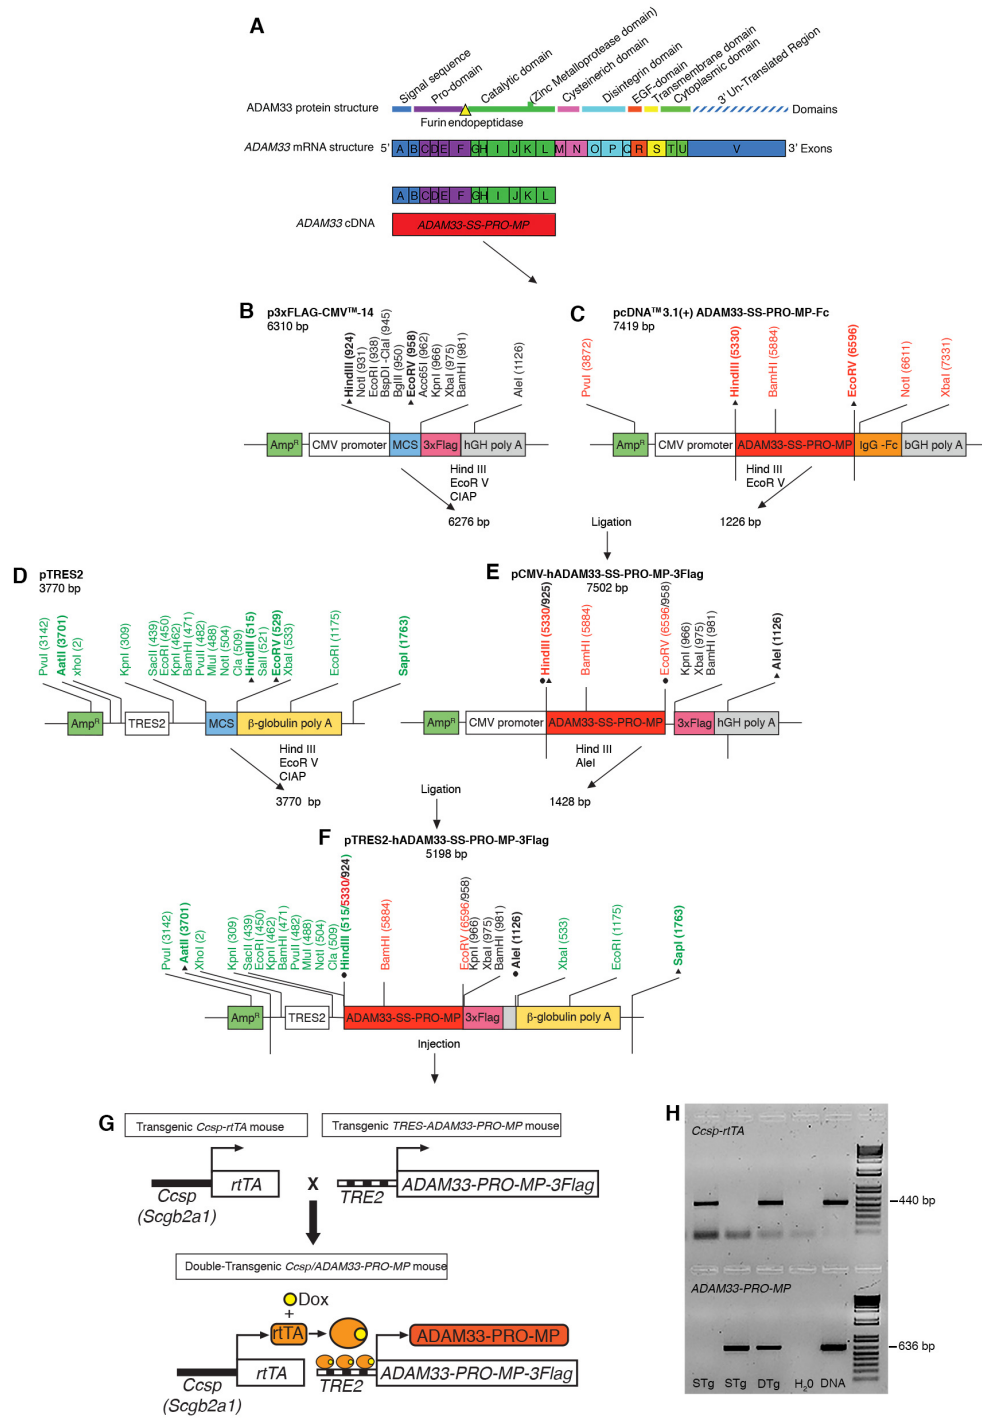 A
Signal sequence
Pro-domain
Catalytic domain
(Zinc Metalloprotease domain)
Cysteinerich domain
Disintegrin domain
EGF-domain
Transmembrane domain
Cytoplasmic domain
3' Un-Translated Region
ADAM33 protein structure
Domains
Furin endopeptidase
ADAM33 mRNA structure 5' A B C D E F G H I J K L M N O P Q R S T U V 3' Exons
A B C D E F G H I J K L
ADAM33 cDNA ADAM33-SS-PRO-MP
B
p3xFLAG-CMV™-14
6310 bp
HindIII (924)
NotI (931)
EcoRI (938)
BspDI -ClaI (945)
BglI (950)
EcoRV (958)
Acc65I (962)
KpnI (966)
XbaI (975)
BamHI (981)
AleI (1126)
AmpR CMV promoter MCS 3xFlag hGH poly A
Hind III
EcoR V
CIAP
6276 bp
C
pcDNA™3.1(+) ADAM33-SS-PRO-MP-Fc
7419 bp
PvuI (3872)
HindIII (5330)
BamHI (5884)
EcoRV (6596)
NotI (6611)
XbaI (7331)
AmpR CMV promoter ADAM33-SS-PRO-MP IgG -Fc bGH poly A
Hind III
EcoR V
1226 bp
Ligation
D
pTRES2
3770 bp
PvuI (3142)
AatII (3701)
xhoI (2)
KpnI (309)
SacII (439)
EcoRI (450)
KpnI (462)
BamHI (471)
PvuII (482)
MluI (488)
NotI (504)
Cla (509)
HindIII (515)
SalI (521)
EcoRV (529)
XbaI (533)
EcoRI (1175)
SapI (1763)
AmpR TRES2 MCS β-globulin poly A
Hind III
EcoR V
CIAP
3770 bp
E
pCMV-hADAM33-SS-PRO-MP-3Flag
7502 bp
HindIII (5330/925)
BamHI (5884)
EcoRV (6596/958)
KpnI (966)
XbaI (975)
BamHI (981)
AleI (1126)
AmpR CMV promoter ADAM33-SS-PRO-MP 3xFlag hGH poly A
Hind III
AleI
1428 bp
Ligation
F
pTRES2-hADAM33-SS-PRO-MP-3Flag
5198 bp
PvuI (3142)
AatII (3701)
XhoI (2)
KpnI (309)
SacII (439)
EcoRI (450)
KpnI (462)
BamHI (471)
PvuII (482)
MluI (488)
NotI (504)
Cla (509)
HindIII (515/5330/924)
BamHI (5884)
EcoRV (6596/958)
KpnI (966)
XbaI (975)
BamHI (981)
AleI (1126)
XbaI (533)
EcoRI (1175)
SapI (1763)
AmpR TRES2 ADAM33-SS-PRO-MP 3xFlag β-globulin poly A
Injection
G
Transgenic Ccsp-rtTA mouse
Transgenic TRES-ADAM33-PRO-MP mouse
rtTA
X
ADAM33-PRO-MP-3Flag
Ccsp
(Scgb2a1)
TRE2
Double-Transgenic Ccsp/ADAM33-PRO-MP mouse
Dox
+
rtTA
ADAM33-PRO-MP
rtTA
ADAM33-PRO-MP-3Flag
Ccsp
(Scgb2a1)
TRE2
H
Ccsp-rtTA
440 bp
ADAM33-PRO-MP
636 bp
STg STg DTg H20 DNA